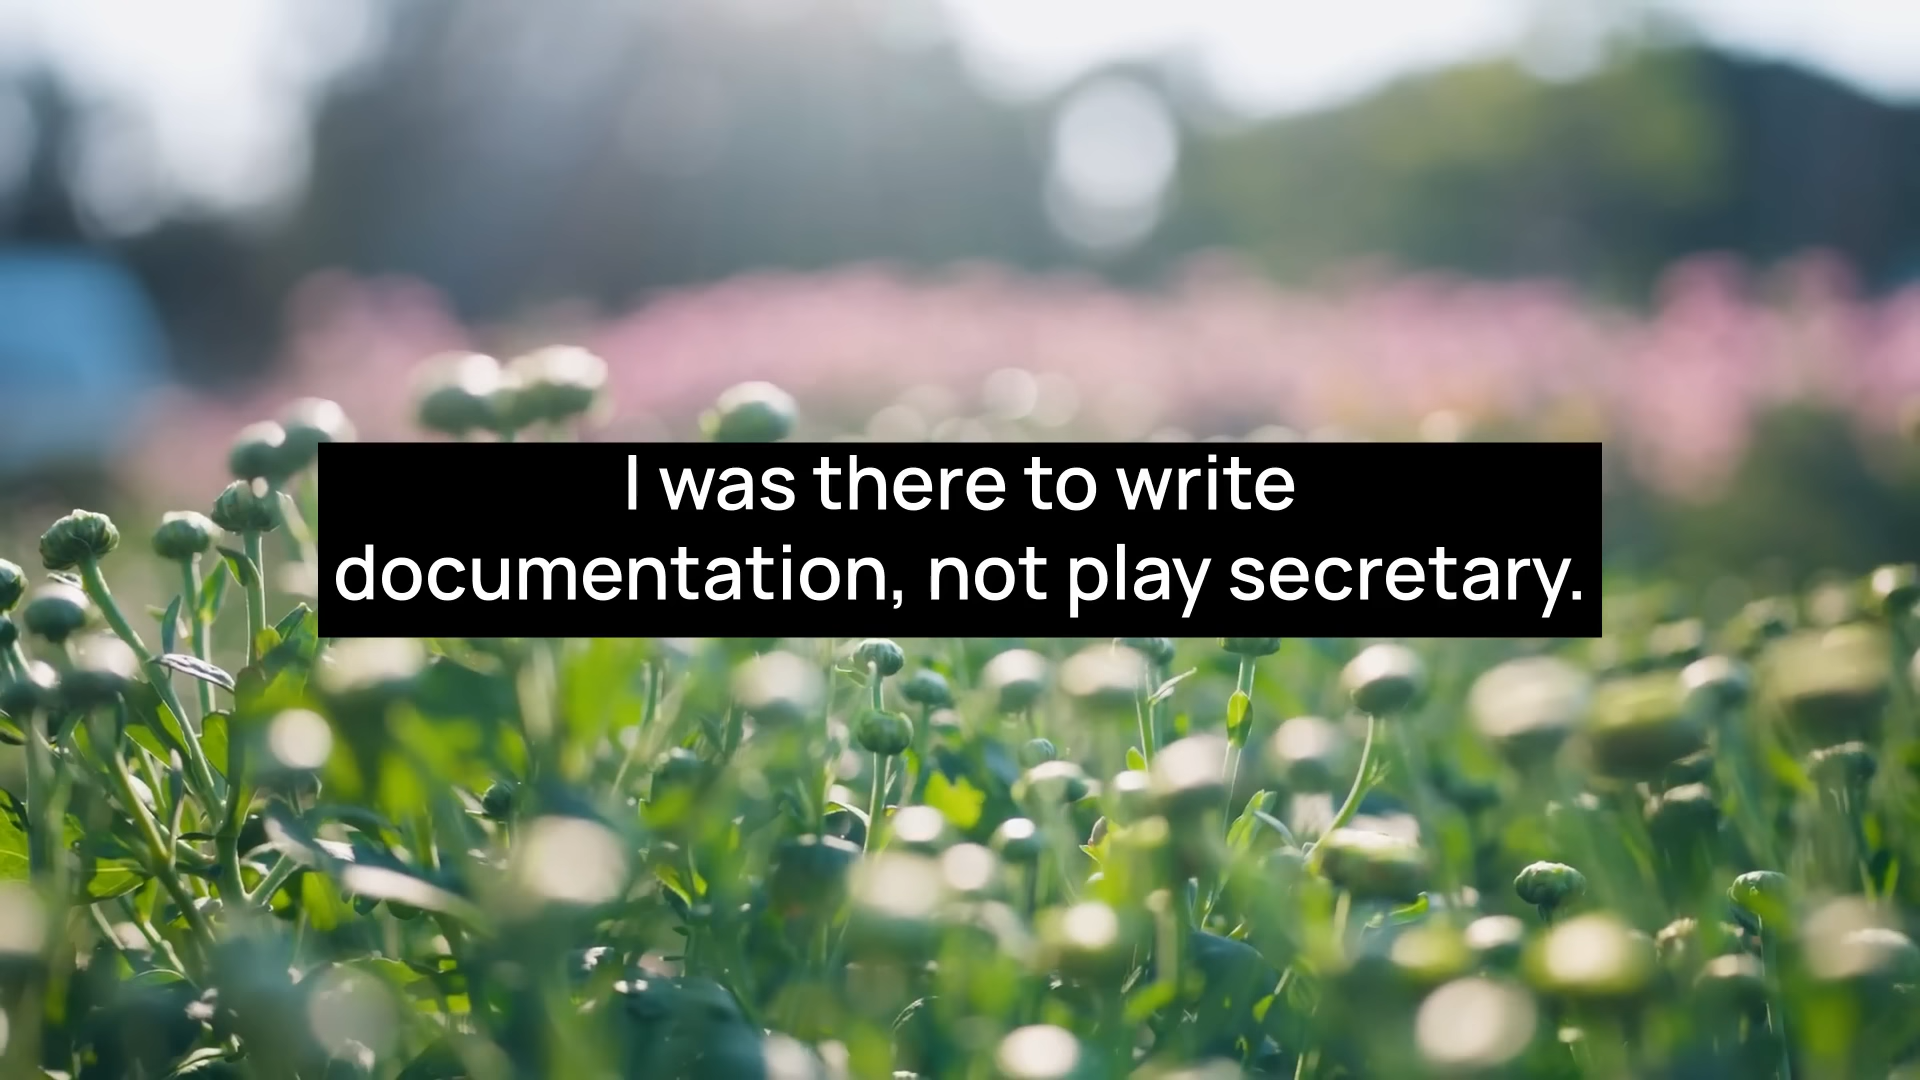 I was there to write
documentation, not play secretary.